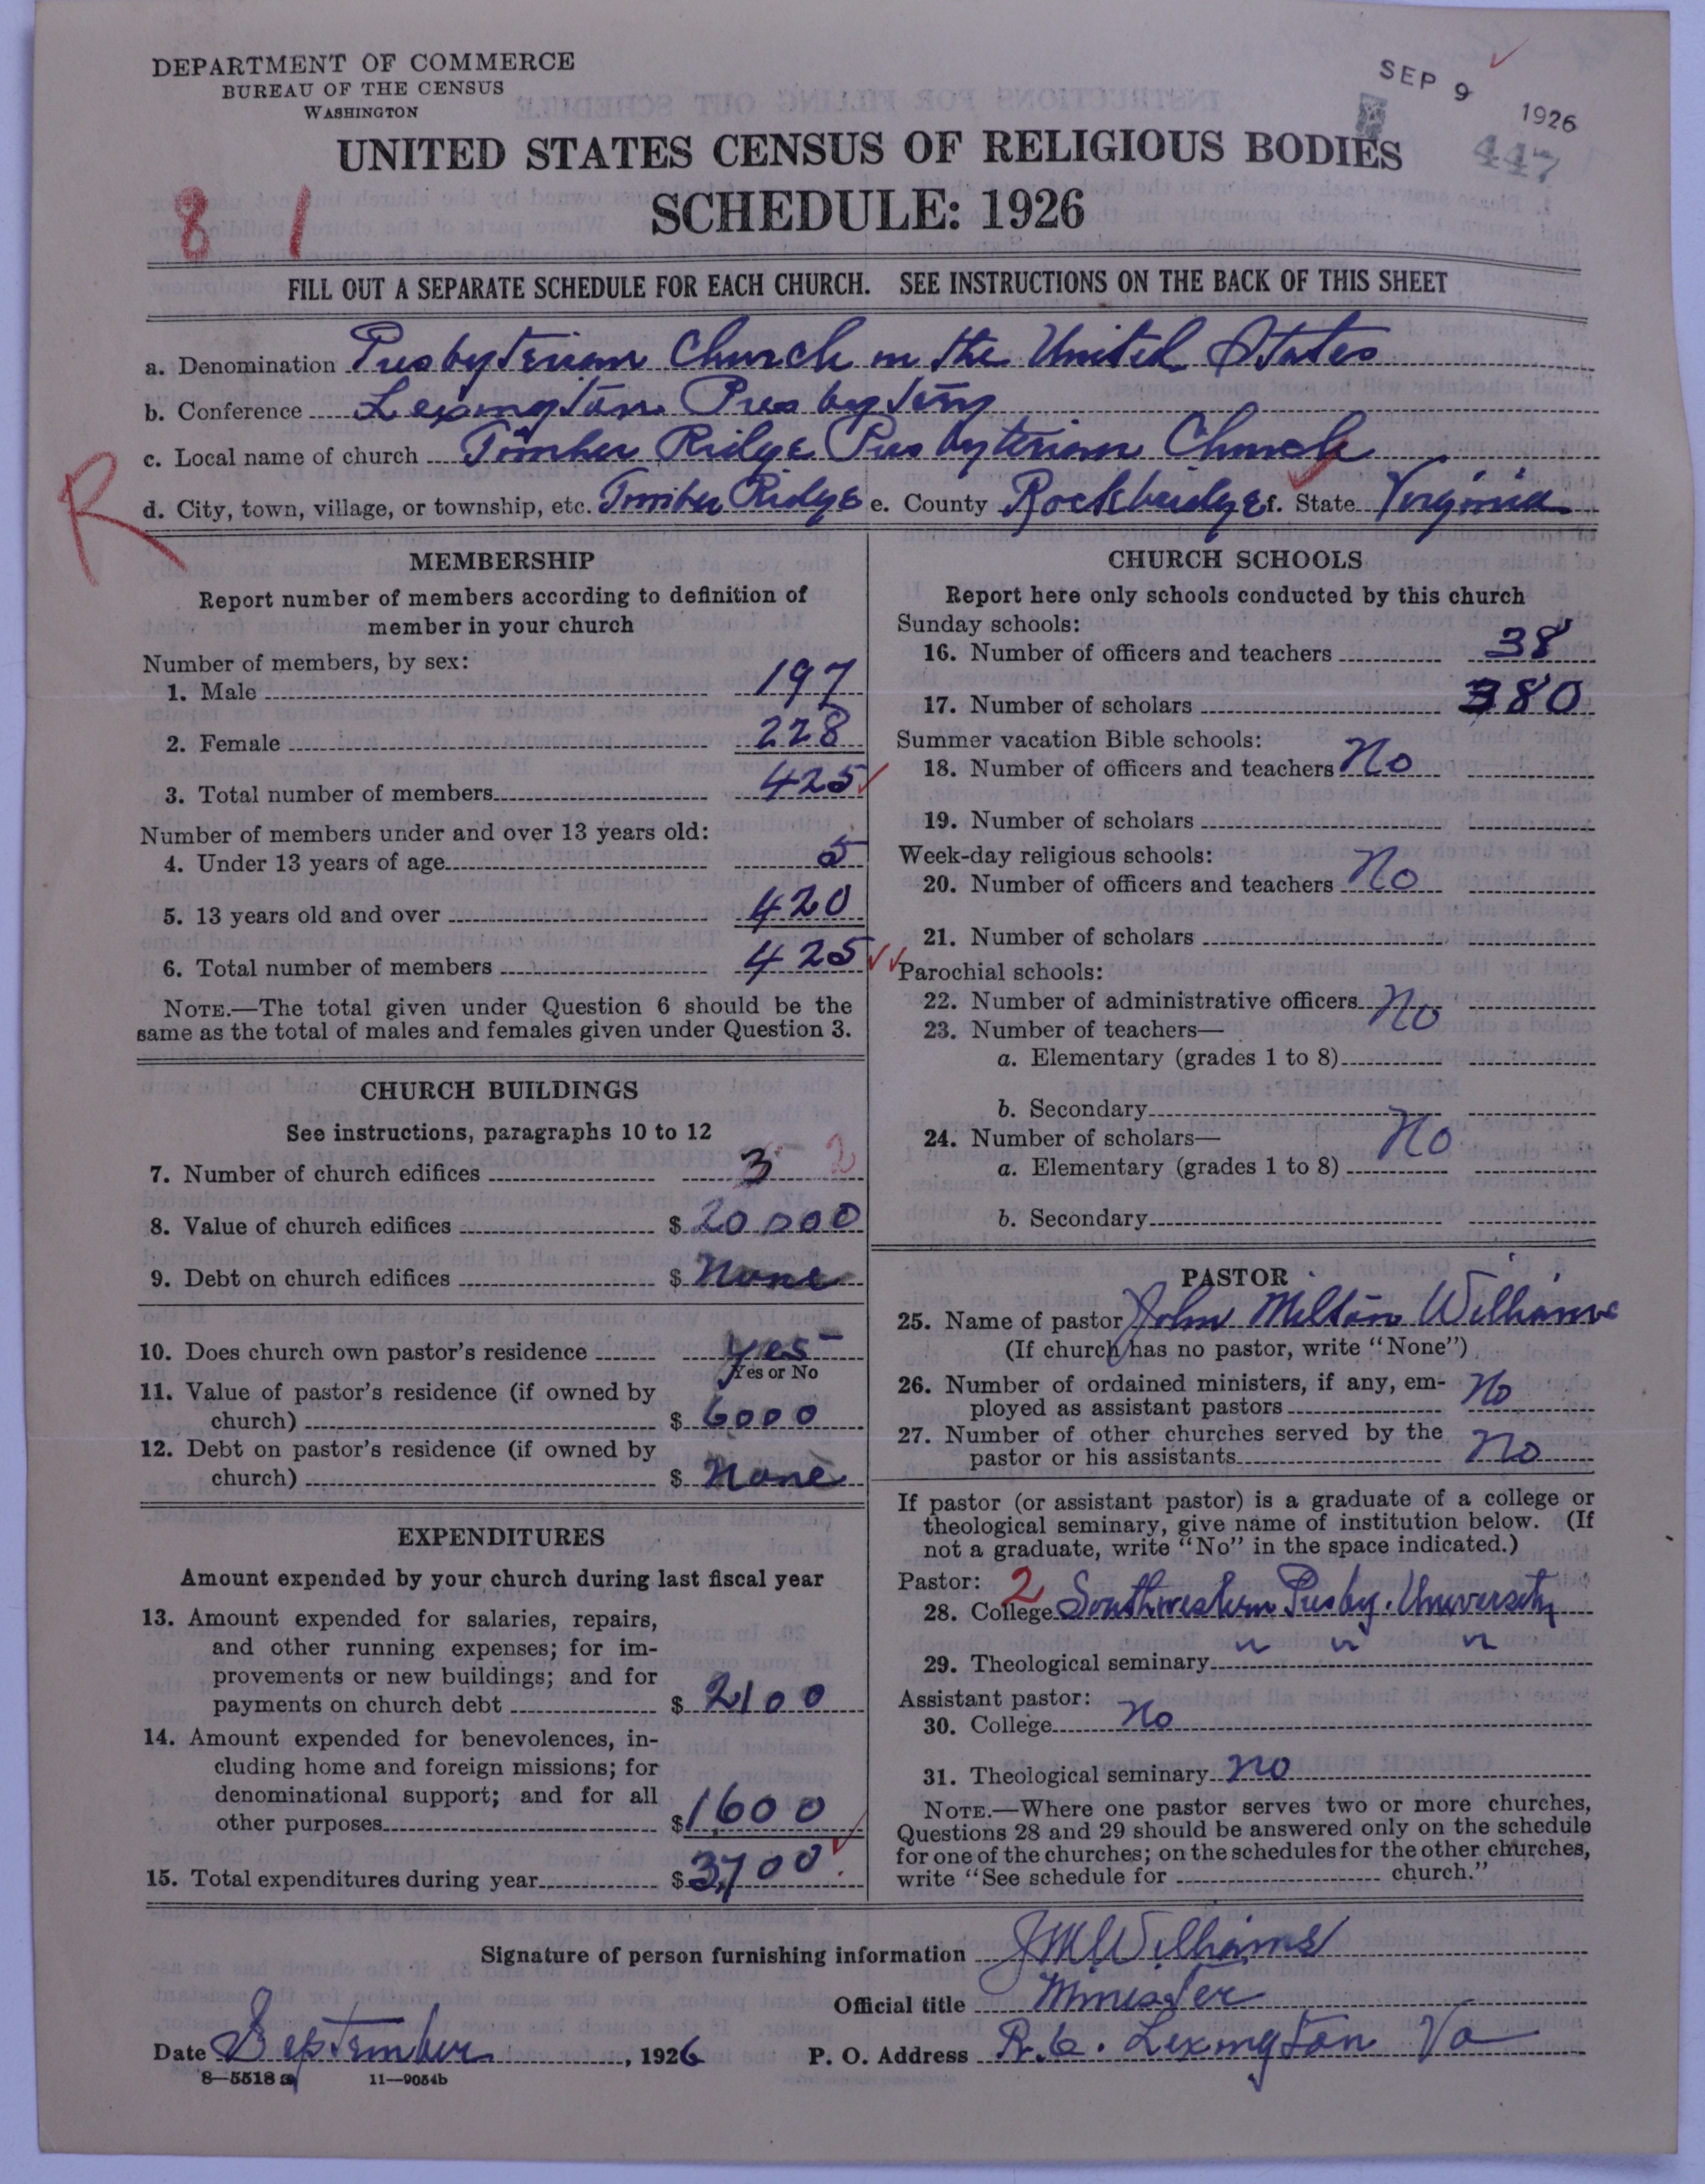 DEPARTMENT OF COMMERCE
BUREAU OF THE CENSUS
WASHINGTON
SEP 9 1926
447
UNITED STATES CENSUS OF RELIGIOUS BODIES
SCHEDULE: 1926
8 1
FILL OUT A SEPARATE SCHEDULE FOR EACH CHURCH. SEE INSTRUCTIONS ON THE BACK OF THIS SHEET
a. Denomination Presbyterian Church in the United States
b. Conference Lexington Presbytery
c. Local name of church Timber Ridge Presbyterian Church
R
d. City, town, village, or township, etc. Timber Ridge e. County Rockbridge f. State Virginia
MEMBERSHIP
Report number of members according to definition of
member in your church
Number of members, by sex:
1. Male 197
2. Female 228
3. Total number of members 425
Number of members under and over 13 years old:
4. Under 13 years of age 5
5. 13 years old and over 420
6. Total number of members 425
NOTE.—The total given under Question 6 should be the
same as the total of males and females given under Question 3.
CHURCH BUILDINGS
See instructions, paragraphs 10 to 12
7. Number of church edifices 3 2
8. Value of church edifices $ 20000
9. Debt on church edifices $ None
10. Does church own pastor's residence yes
Yes or No
11. Value of pastor's residence (if owned by
church) $ 6000
12. Debt on pastor's residence (if owned by
church) $ None
EXPENDITURES
Amount expended by your church during last fiscal year
13. Amount expended for salaries, repairs,
and other running expenses; for im-
provements or new buildings; and for
payments on church debt $ 2100
14. Amount expended for benevolences, in-
cluding home and foreign missions; for
denominational support; and for all
other purposes $ 1600
15. Total expenditures during year $ 3700
CHURCH SCHOOLS
Report here only schools conducted by this church
Sunday schools:
16. Number of officers and teachers 38
17. Number of scholars 380
Summer vacation Bible schools:
18. Number of officers and teachers No
19. Number of scholars
Week-day religious schools:
20. Number of officers and teachers No
21. Number of scholars
Parochial schools:
22. Number of administrative officers No
23. Number of teachers—
a. Elementary (grades 1 to 8)
b. Secondary
24. Number of scholars— No
a. Elementary (grades 1 to 8)
b. Secondary
PASTOR
25. Name of pastor John Milton Williams
(If church has no pastor, write "None")
26. Number of ordained ministers, if any, em-
ployed as assistant pastors No
27. Number of other churches served by the
pastor or his assistants No
If pastor (or assistant pastor) is a graduate of a college or
theological seminary, give name of institution below. (If
not a graduate, write "No" in the space indicated.)
Pastor: 2
28. College Southwestern Presby. University
29. Theological seminary " " "
Assistant pastor:
30. College No
31. Theological seminary no
NOTE.—Where one pastor serves two or more churches,
Questions 28 and 29 should be answered only on the schedule
for one of the churches; on the schedules for the other churches,
write "See schedule for church."
Signature of person furnishing information J M Williams
Official title Minister
Date September, 1926 P. O. Address R.6. Lexington Va
8—5518 a 11—9054b